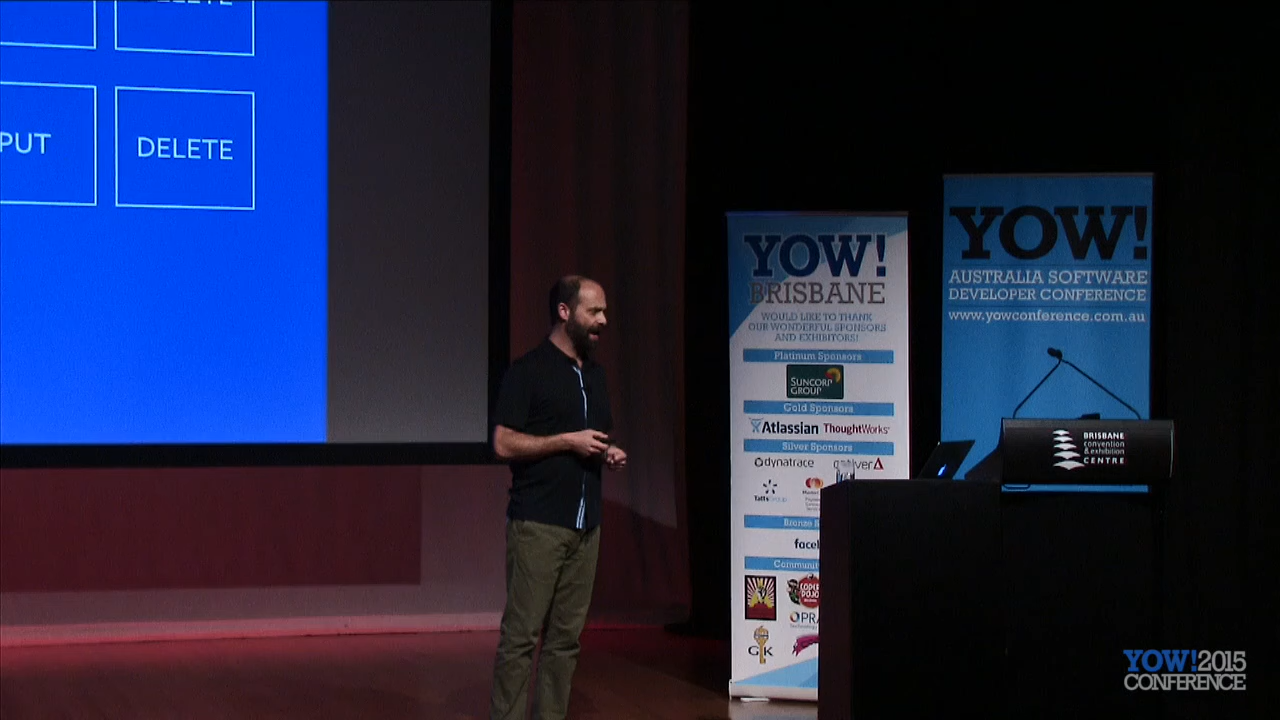 DELETE
PUT
DELETE
YOW!
BRISBANE
WOULD LIKE TO THANK
OUR WONDERFUL SPONSORS
AND EXHIBITORS!
Platinum Sponsors
SUNCORP
GROUP
Gold Sponsors
Atlassian ThoughtWorks
Silver Sponsors
dynatrace
Bronze
YOW!
AUSTRALIA SOFTWARE
DEVELOPER CONFERENCE
www.yowconference.com.au
BRISBANE
convention
& exhibition
CENTRE
YOW! 2015
CONFERENCE